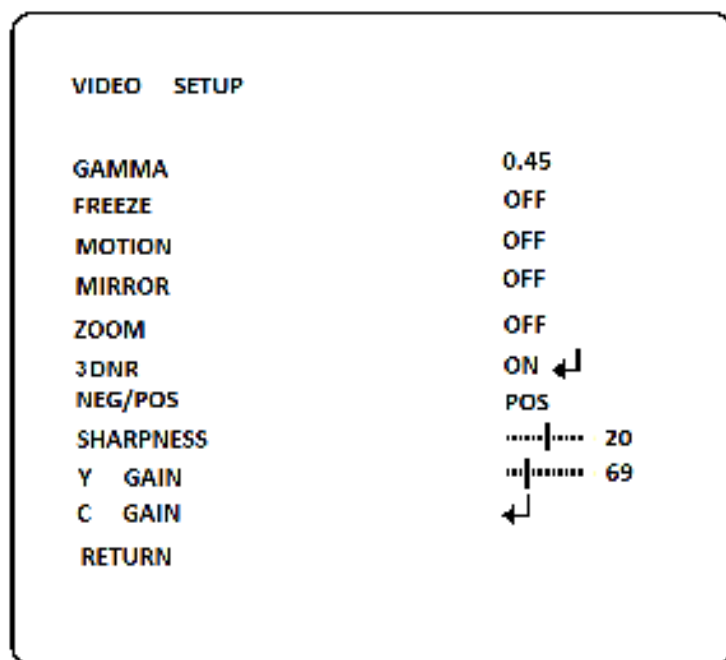 VIDEO SETUP
GAMMA 0.45
FREEZE OFF
MOTION OFF
MIRROR OFF
ZOOM OFF
3DNR ON
NEG/POS POS
SHARPNESS 20
Y GAIN 69
C GAIN
RETURN